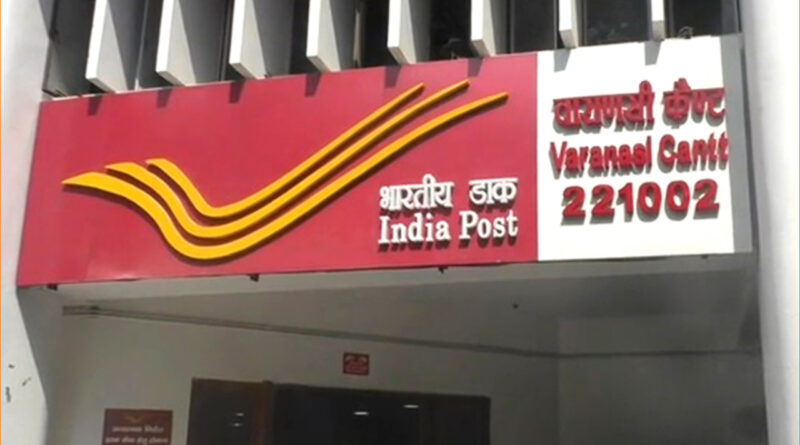 भारतीय डाक
India Post
वाराणसी कैण्ट
Varanasi Cantt
221002